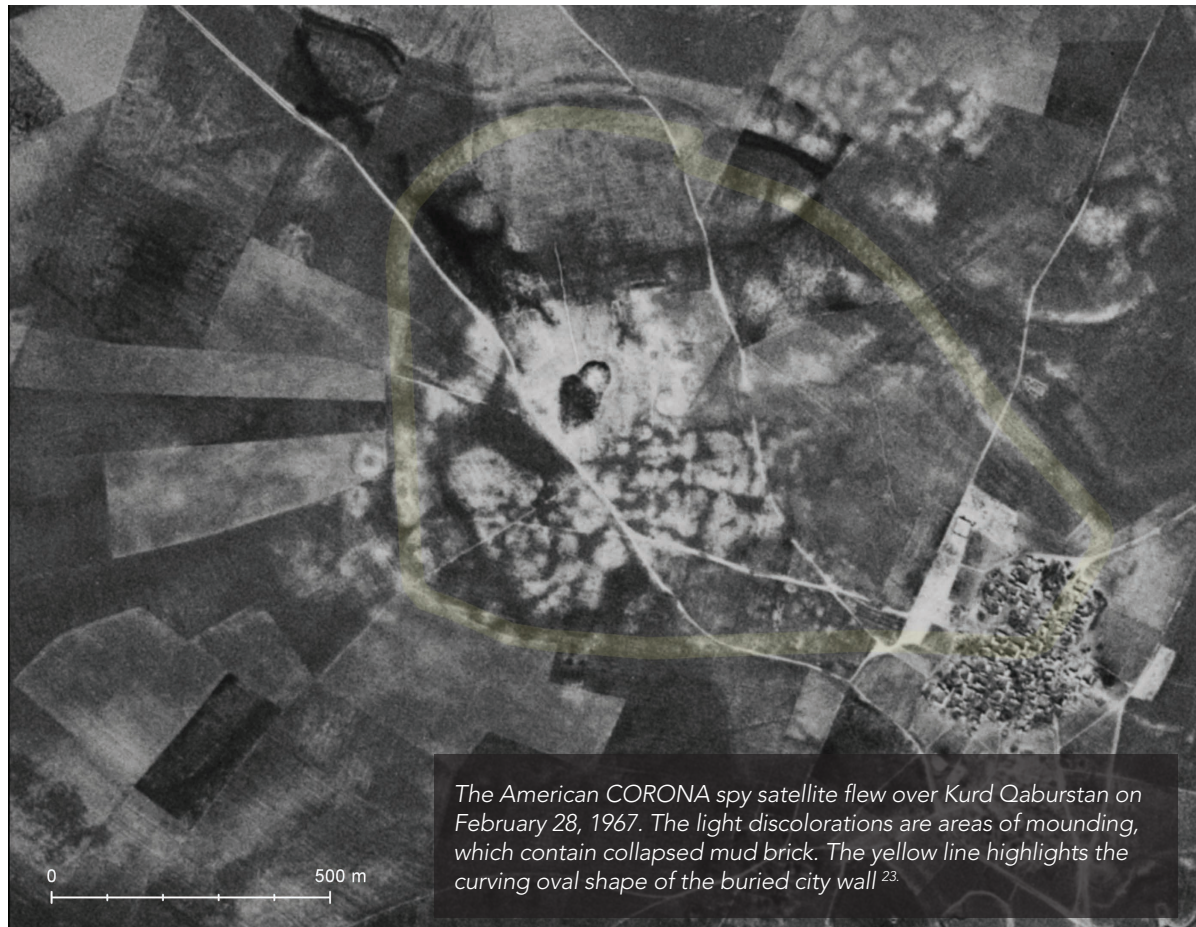 0 500 m
The American CORONA spy satellite flew over Kurd Qaburstan on
February 28, 1967. The light discolorations are areas of mounding,
which contain collapsed mud brick. The yellow line highlights the
curving oval shape of the buried city wall 23.